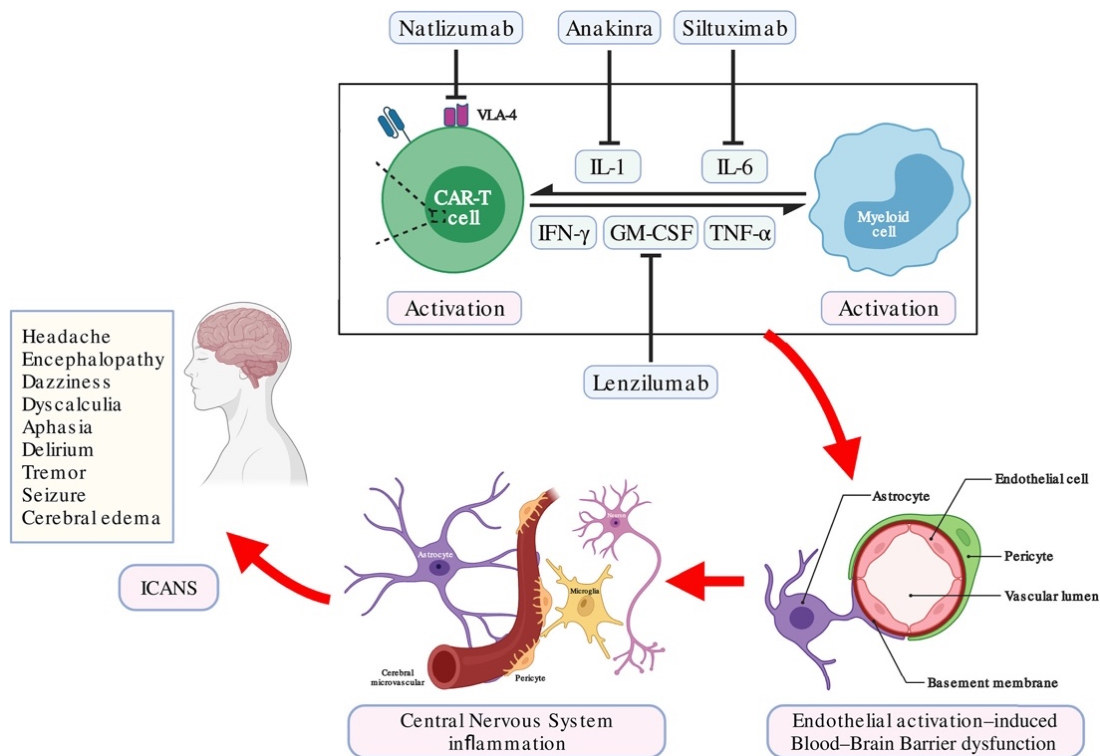 Natlizumab
Anakinra
Siltuximab
VLA-4
IL-1
IL-6
CAR-T
cell
IFN-γ
GM-CSF
TNF-α
Myeloid
cell
Activation
Activation
Lenzilumab
Headache
Encephalopathy
Dazziness
Dyscalculia
Aphasia
Delirium
Tremor
Seizure
Cerebral edema
ICANS
Astrocyte
Neuron
Microglia
Cerebral
microvascular
Pericyte
Central Nervous System
inflammation
Astrocyte
Endothelial cell
Pericyte
Vascular lumen
Basement membrane
Endothelial activation–induced
Blood–Brain Barrier dysfunction